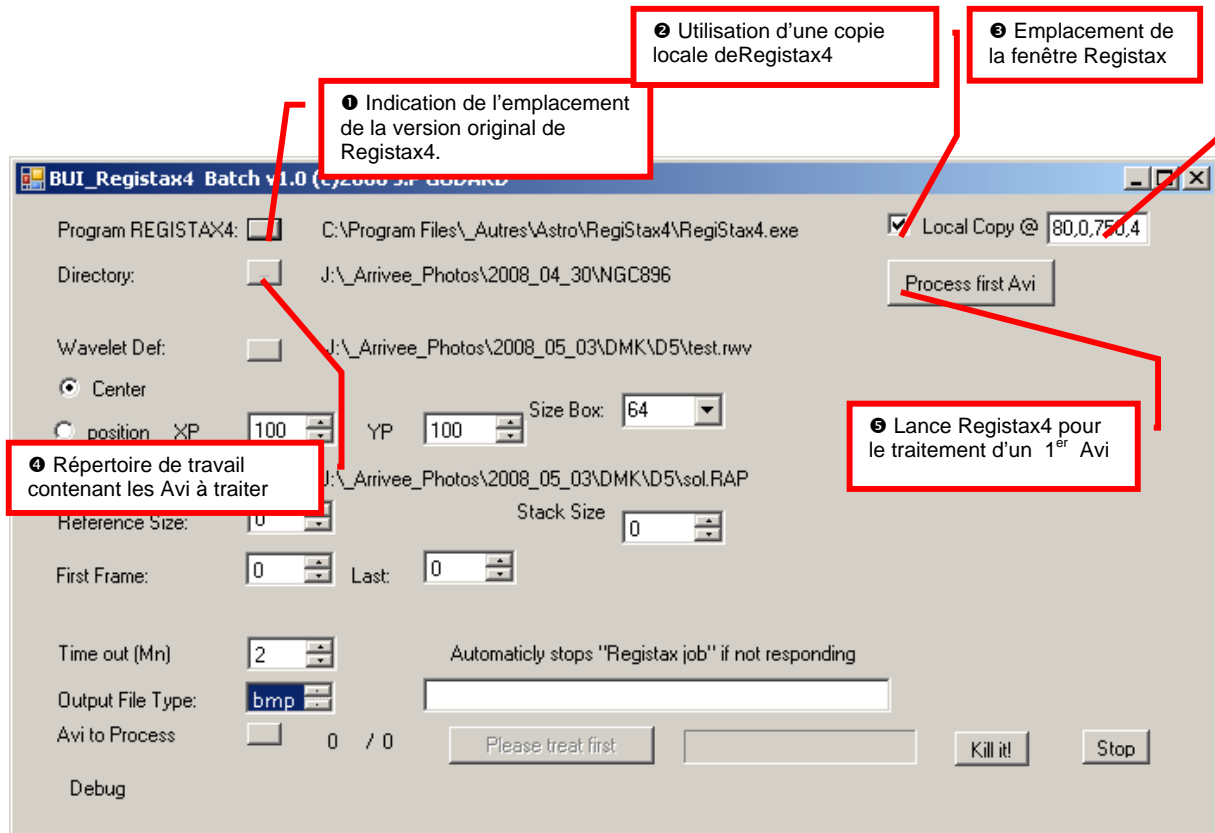 ❷ Utilisation d'une copie
locale deRegistax4
❸ Emplacement de
la fenêtre Registax
❶ Indication de l'emplacement
de la version original de
Registax4.
BUI_Registax4 Batch v1.0 (c)2008 J.P GODARD
Program REGISTAX4:
C:\Program Files\_Autres\Astro\RegiStax4\RegiStax4.exe
Local Copy @
80,0,750,4
Directory:
...
J:\_Arrivee_Photos\2008_04_30\NGC896
Process first Avi
Wavelet Def:
J:\_Arrivee_Photos\2008_05_03\DMK\D5\test.rwv
Center
position XP
100
YP
100
Size Box:
64
❺ Lance Registax4 pour
le traitement d'un 1er Avi
❹ Répertoire de travail
contenant les Avi à traiter
J:\_Arrivee_Photos\2008_05_03\DMK\D5\sol.RAP
Reference Size:
0
Stack Size
0
First Frame:
0
Last:
0
Time out (Mn)
2
Automaticly stops "Registax job" if not responding
Output File Type:
bmp
Avi to Process
0 / 0
Please treat first
Kill it!
Stop
Debug